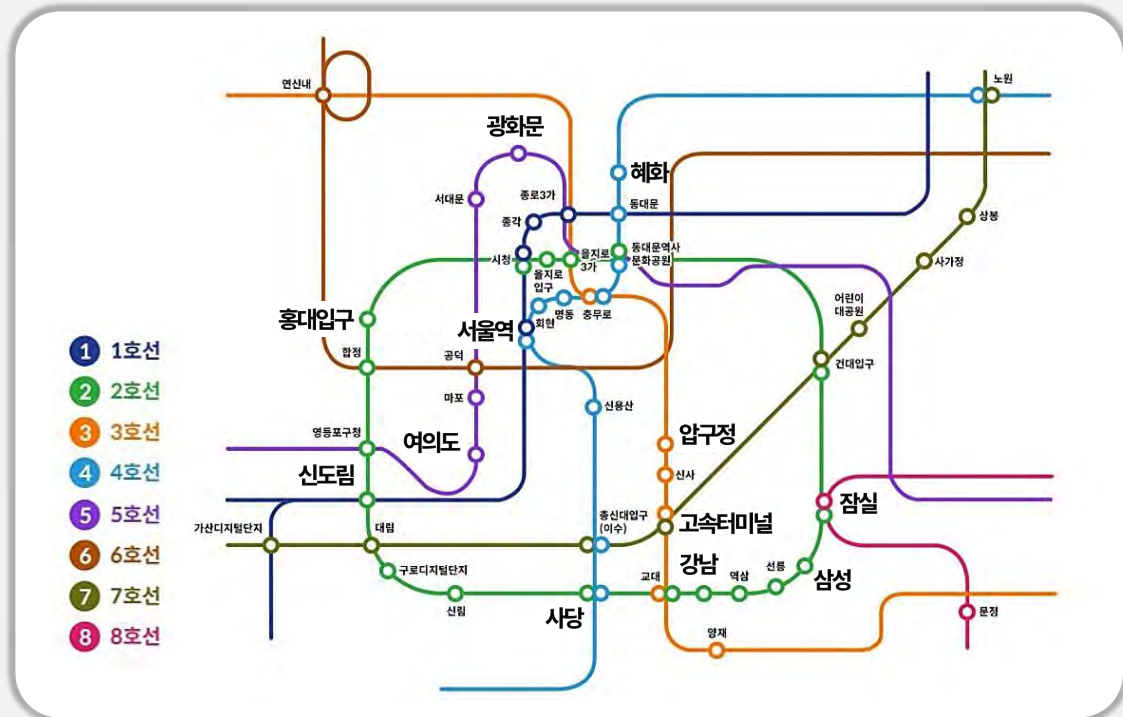 노원
연신내
광화문
혜화
서대문
종로3가
동대문
종각
상봉
시청
을지로
3가
동대문역사
문화공원
사가정
을지로
입구
어린이
대공원
홍대입구
서울역
회현
명동
충무로
1 1호선
합정
공덕
건대입구
2 2호선
마포
신용산
3 3호선
영등포구청
여의도
압구정
4 4호선
신도림
신사
5 5호선
잠실
가산디지털단지
대림
총신대입구
(이수)
고속터미널
6 6호선
구로디지털단지
교대
강남
역삼
선릉
삼성
7 7호선
신림
사당
문정
8 8호선
양재